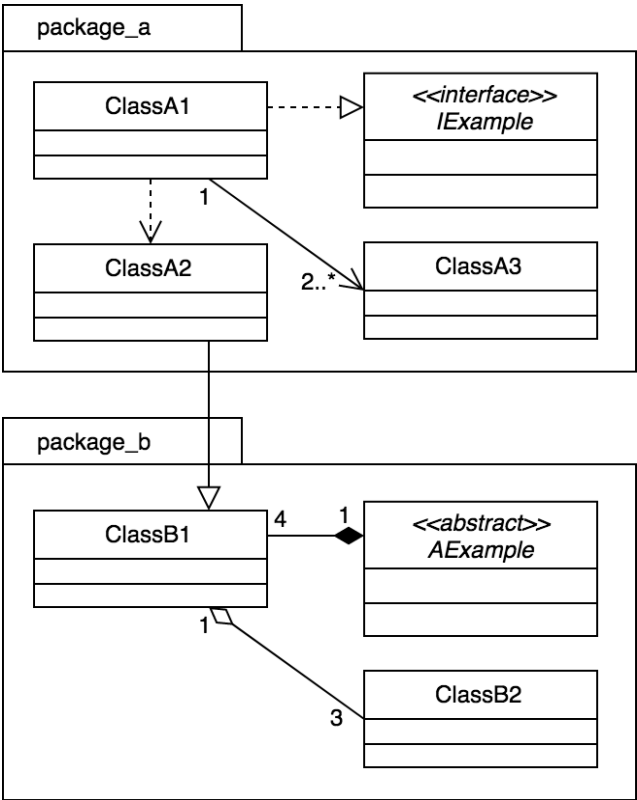 package_a
ClassA1
<<interface>>
IExample
1
ClassA2
2..*
ClassA3
package_b
ClassB1
4
1
<<abstract>>
AExample
1
3
ClassB2